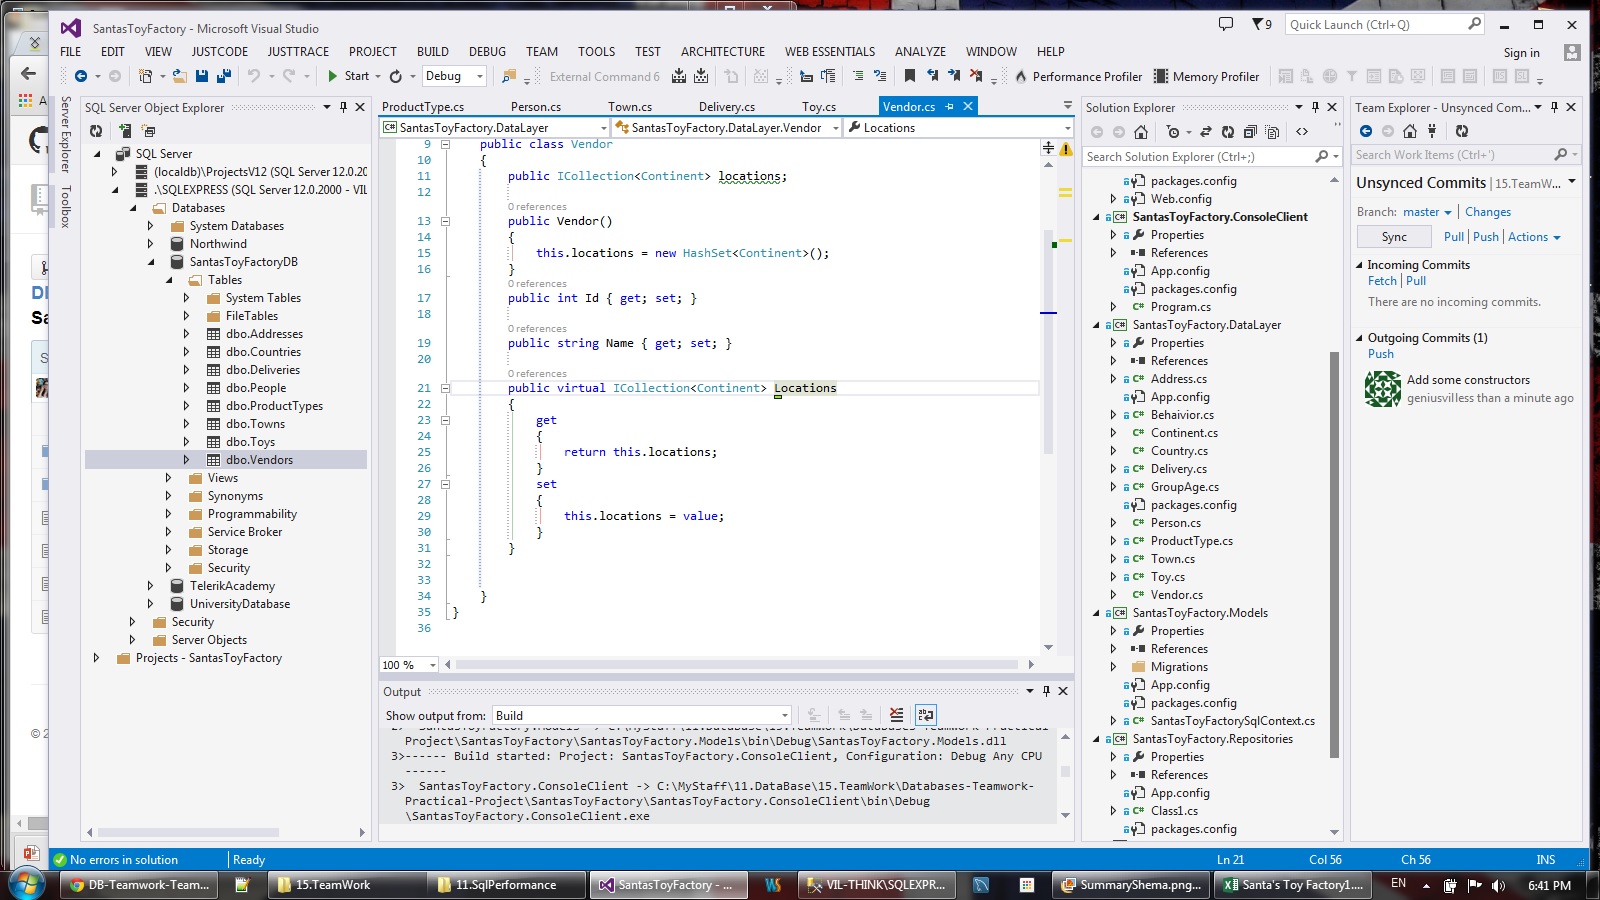 SantasToyFactory - Microsoft Visual Studio
9
Quick Launch (Ctrl+Q)
FILE EDIT VIEW JUSTCODE JUSTTRACE PROJECT BUILD DEBUG TEAM TOOLS TEST ARCHITECTURE WEB ESSENTIALS ANALYZE WINDOW HELP
Sign in
Start Debug External Command 6 Performance Profiler Memory Profiler
Server Explorer
Toolbox
SQL Server Object Explorer
SQL Server
(localdb)\ProjectsV12 (SQL Server 12.0.20
.\SQLEXPRESS (SQL Server 12.0.2000 - VIL
Databases
System Databases
Northwind
SantasToyFactoryDB
Tables
System Tables
FileTables
dbo.Addresses
dbo.Countries
dbo.Deliveries
dbo.People
dbo.ProductTypes
dbo.Towns
dbo.Toys
dbo.Vendors
Views
Synonyms
Programmability
Service Broker
Storage
Security
TelerikAcademy
UniversityDatabase
Security
Server Objects
Projects - SantasToyFactory
ProductType.cs Person.cs Town.cs Delivery.cs Toy.cs Vendor.cs
SantasToyFactory.DataLayer SantasToyFactory.DataLayer.Vendor Locations
9 public class Vendor
10 {
11 public ICollection<Continent> locations;
12
0 references
13 public Vendor()
14 {
15 this.locations = new HashSet<Continent>();
16 }
0 references
17 public int Id { get; set; }
18
0 references
19 public string Name { get; set; }
20
0 references
21 public virtual ICollection<Continent> Locations
22 {
23 get
24 {
25 return this.locations;
26 }
27 set
28 {
29 this.locations = value;
30 }
31 }
32
33
34 }
35 }
36
100 %
Output
Show output from: Build
2> SantasToyFactory.Models -> C:\MyStaff\11.DataBase\15.TeamWork\Databases-Teamwork-Practical-
Project\SantasToyFactory\SantasToyFactory.Models\bin\Debug\SantasToyFactory.Models.dll
3>------ Build started: Project: SantasToyFactory.ConsoleClient, Configuration: Debug Any CPU
------
3> SantasToyFactory.ConsoleClient -> C:\MyStaff\11.DataBase\15.TeamWork\Databases-Teamwork-
Practical-Project\SantasToyFactory\SantasToyFactory.ConsoleClient\bin\Debug
\SantasToyFactory.ConsoleClient.exe
Solution Explorer
Search Solution Explorer (Ctrl+;)
packages.config
Web.config
SantasToyFactory.ConsoleClient
Properties
References
App.config
packages.config
Program.cs
SantasToyFactory.DataLayer
Properties
References
Address.cs
App.config
Behaivior.cs
Continent.cs
Country.cs
Delivery.cs
GroupAge.cs
packages.config
Person.cs
ProductType.cs
Town.cs
Toy.cs
Vendor.cs
SantasToyFactory.Models
Properties
References
Migrations
App.config
packages.config
SantasToyFactorySqlContext.cs
SantasToyFactory.Repositories
Properties
References
App.config
Class1.cs
packages.config
Team Explorer - Unsynced Com...
Search Work Items (Ctrl+')
Unsynced Commits | 15.TeamW...
Branch: master Changes
Sync Pull Push Actions
Incoming Commits
Fetch Pull
There are no incoming commits.
Outgoing Commits (1)
Push
Add some constructors
geniusvilless than a minute ago
No errors in solution Ready Ln 21 Col 56 Ch 56 INS
DB-Teamwork-Team... 15.TeamWork 11.SqlPerformance SantasToyFactory - ... VIL-THINK\SQLEXPR... SummaryShema.png... Santa's Toy Factory1.... EN 6:41 PM